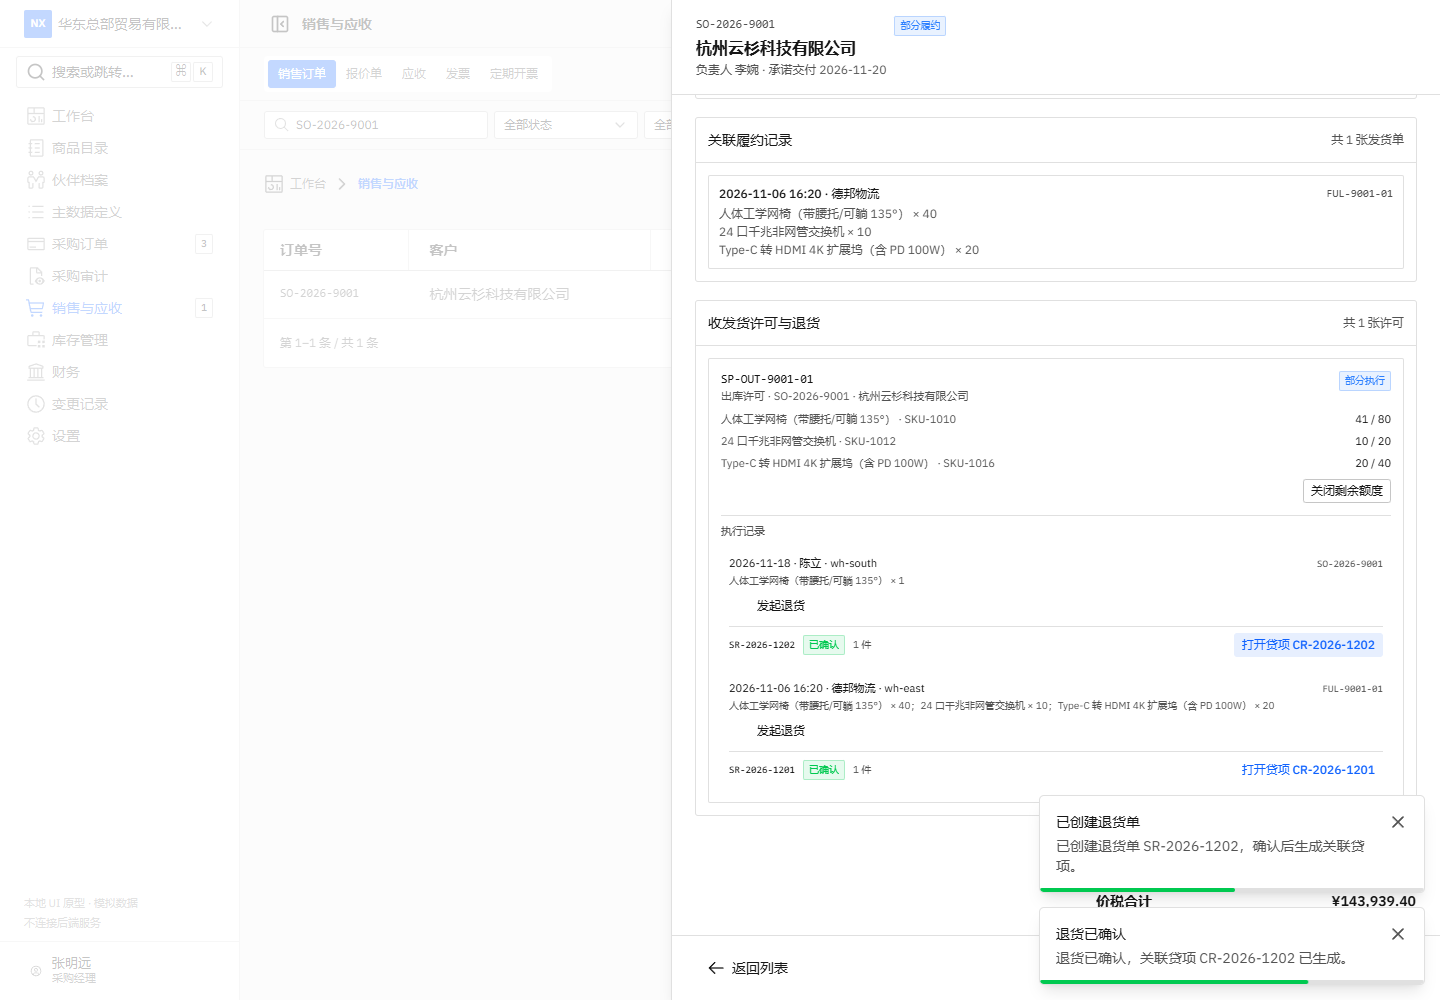 NX 华东总部贸易有限...
搜索或跳转... ⌘ K
工作台
商品目录
伙伴档案
主数据定义
采购订单 3
采购审计
销售与应收 1
库存管理
财务
变更记录
设置
本地 UI 原型 · 模拟数据
不连接后端服务
张明远
采购经理
销售与应收
销售订单 报价单 应收 发票 定期开票
SO-2026-9001 全部状态
工作台 > 销售与应收
订单号 客户
SO-2026-9001 杭州云杉科技有限公司
第 1–1 条 / 共 1 条
SO-2026-9001 部分履约
杭州云杉科技有限公司
负责人 李婉 · 承诺交付 2026-11-20
关联履约记录 共 1 张发货单
2026-11-06 16:20 · 德邦物流 FUL-9001-01
人体工学网椅（带腰托/可躺 135°） × 40
24 口千兆非网管交换机 × 10
Type-C 转 HDMI 4K 扩展坞（含 PD 100W） × 20
收发货许可与退货 共 1 张许可
SP-OUT-9001-01 部分执行
出库许可 · SO-2026-9001 · 杭州云杉科技有限公司
人体工学网椅（带腰托/可躺 135°） · SKU-1010 41 / 80
24 口千兆非网管交换机 · SKU-1012 10 / 20
Type-C 转 HDMI 4K 扩展坞（含 PD 100W） · SKU-1016 20 / 40
关闭剩余额度
执行记录
2026-11-18 · 陈立 · wh-south SO-2026-9001
人体工学网椅（带腰托/可躺 135°） × 1
发起退货
SR-2026-1202 已确认 1 件 打开贷项 CR-2026-1202
2026-11-06 16:20 · 德邦物流 · wh-east FUL-9001-01
人体工学网椅（带腰托/可躺 135°） × 40；24 口千兆非网管交换机 × 10；Type-C 转 HDMI 4K 扩展坞（含 PD 100W） × 20
发起退货
SR-2026-1201 已确认 1 件 打开贷项 CR-2026-1201
已创建退货单
已创建退货单 SR-2026-1202，确认后生成关联贷
项。
价税合计 ¥143,939.40
退货已确认
退货已确认，关联贷项 CR-2026-1202 已生成。
返回列表